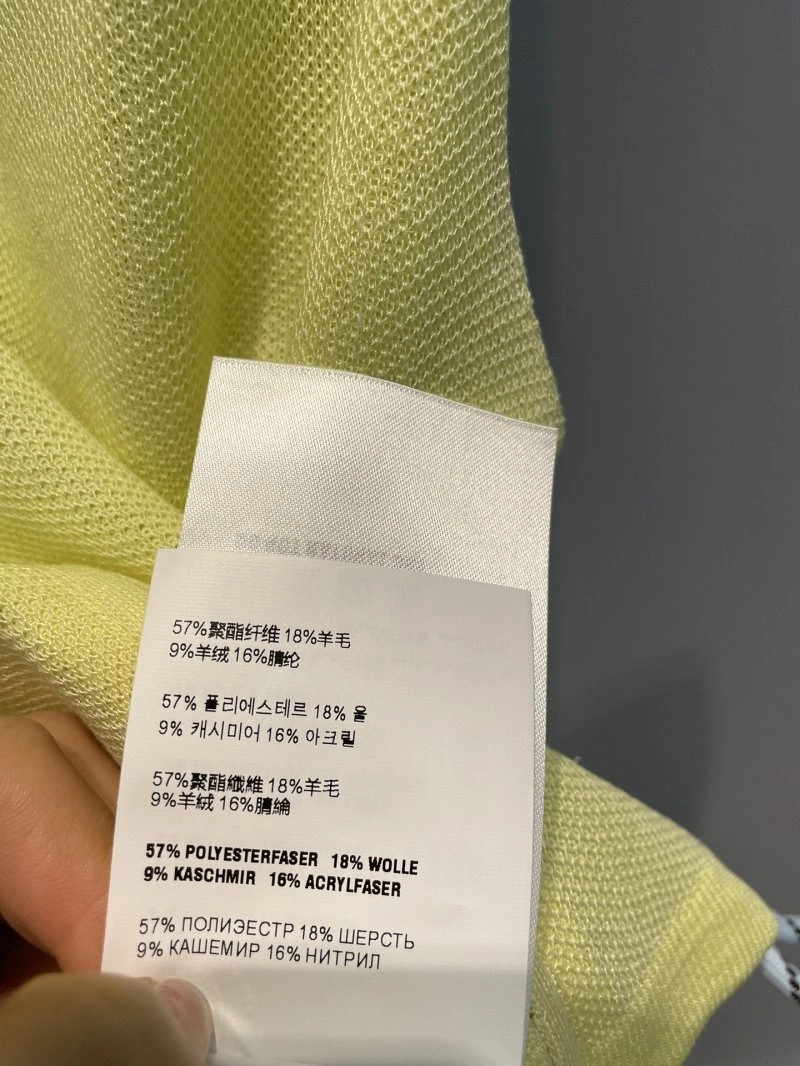 57%聚酯纤维 18%羊毛
9%羊绒 16%腈纶
57% 폴리에스테르 18% 울
9% 캐시미어 16% 아크릴
57%聚酯纖維 18%羊毛
9%羊絨 16%腈綸
57% POLYESTERFASER 18% WOLLE
9% KASCHMIR 16% ACRYLFASER
57% ПОЛИЭЕСТР 18% ШЕРСТЬ
9% КАШЕМИР 16% НИТРИЛ